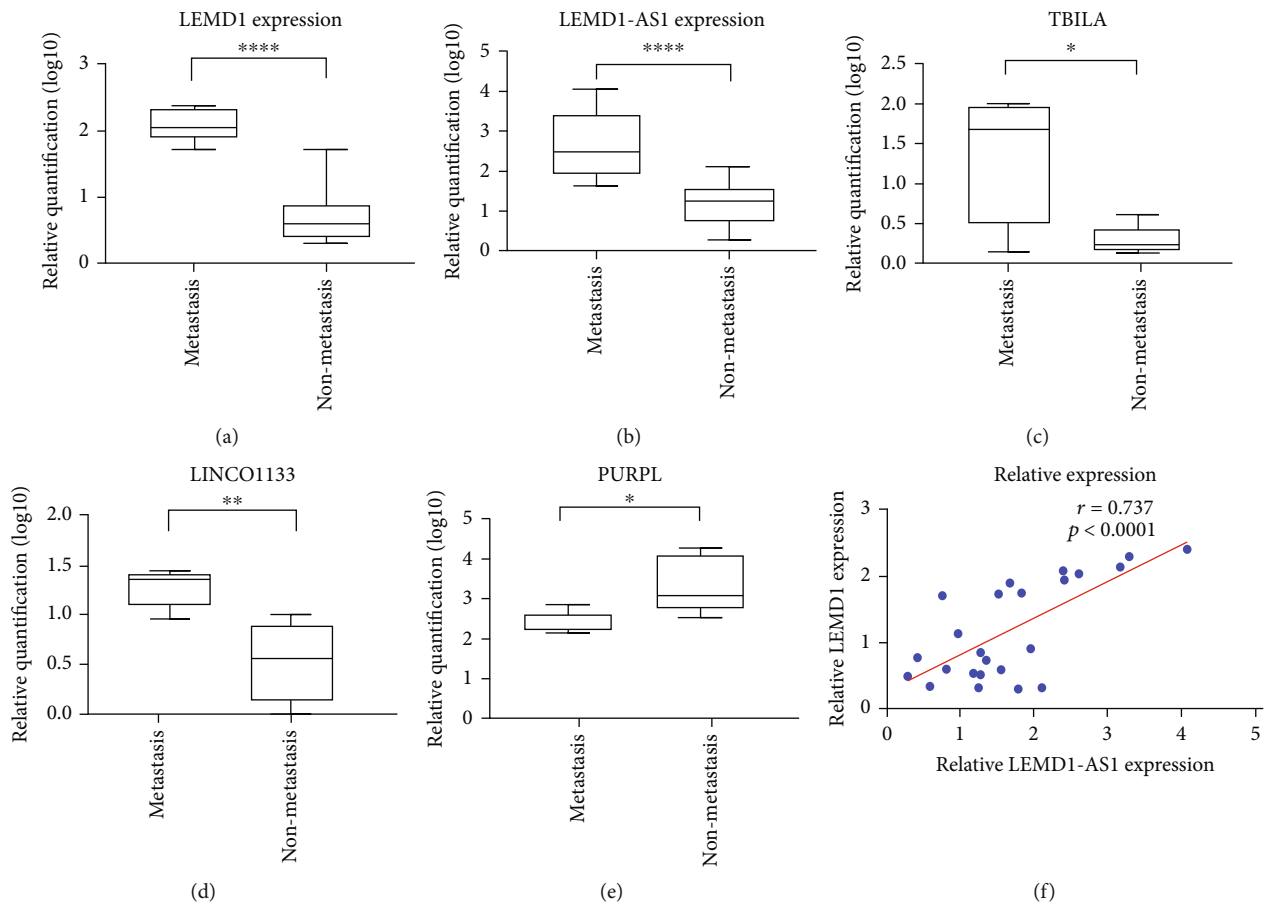 LEMD1 expression
****
Relative quantification (log10)
3
2
1
0
Metastasis
Non-metastasis
(a)
LEMD1-AS1 expression
****
Relative quantification (log10)
5
4
3
2
1
0
Metastasis
Non-metastasis
(b)
TBILA
*
Relative quantification (log10)
2.5
2.0
1.5
1.0
0.5
0.0
Metastasis
Non-metastasis
(c)
LINCO1133
**
Relative quantification (log10)
2.0
1.5
1.0
0.5
0.0
Metastasis
Non-metastasis
(d)
PURPL
*
Relative quantification (log10)
5
4
3
2
1
0
Metastasis
Non-metastasis
(e)
Relative expression
r = 0.737
p < 0.0001
Relative LEMD1 expression
3
2
1
0
0 1 2 3 4 5
Relative LEMD1-AS1 expression
(f)